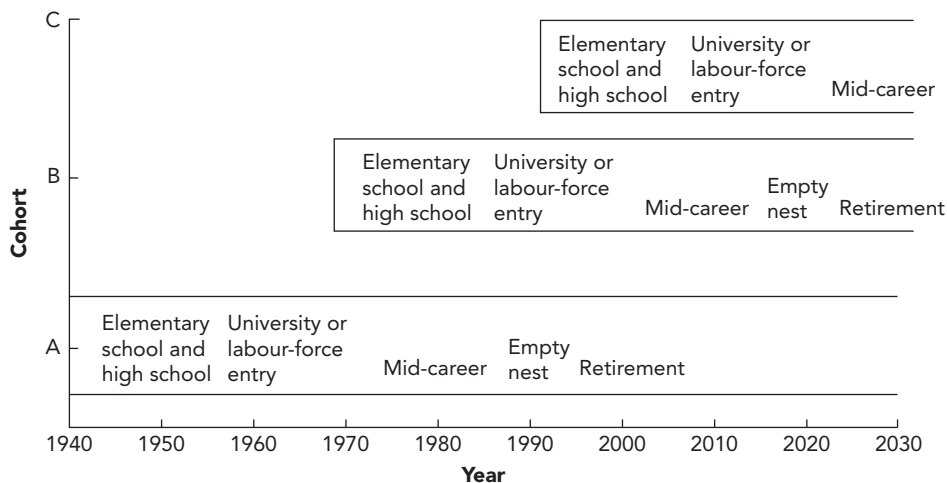 C
Elementary
school and
high school
University or
labour-force
entry
Mid-career
B
Elementary
school and
high school
University or
labour-force
entry
Mid-career
Empty
nest
Retirement
Cohort
A
Elementary
school and
high school
University or
labour-force
entry
Mid-career
Empty
nest
Retirement
1940 1950 1960 1970 1980 1990 2000 2010 2020 2030
Year